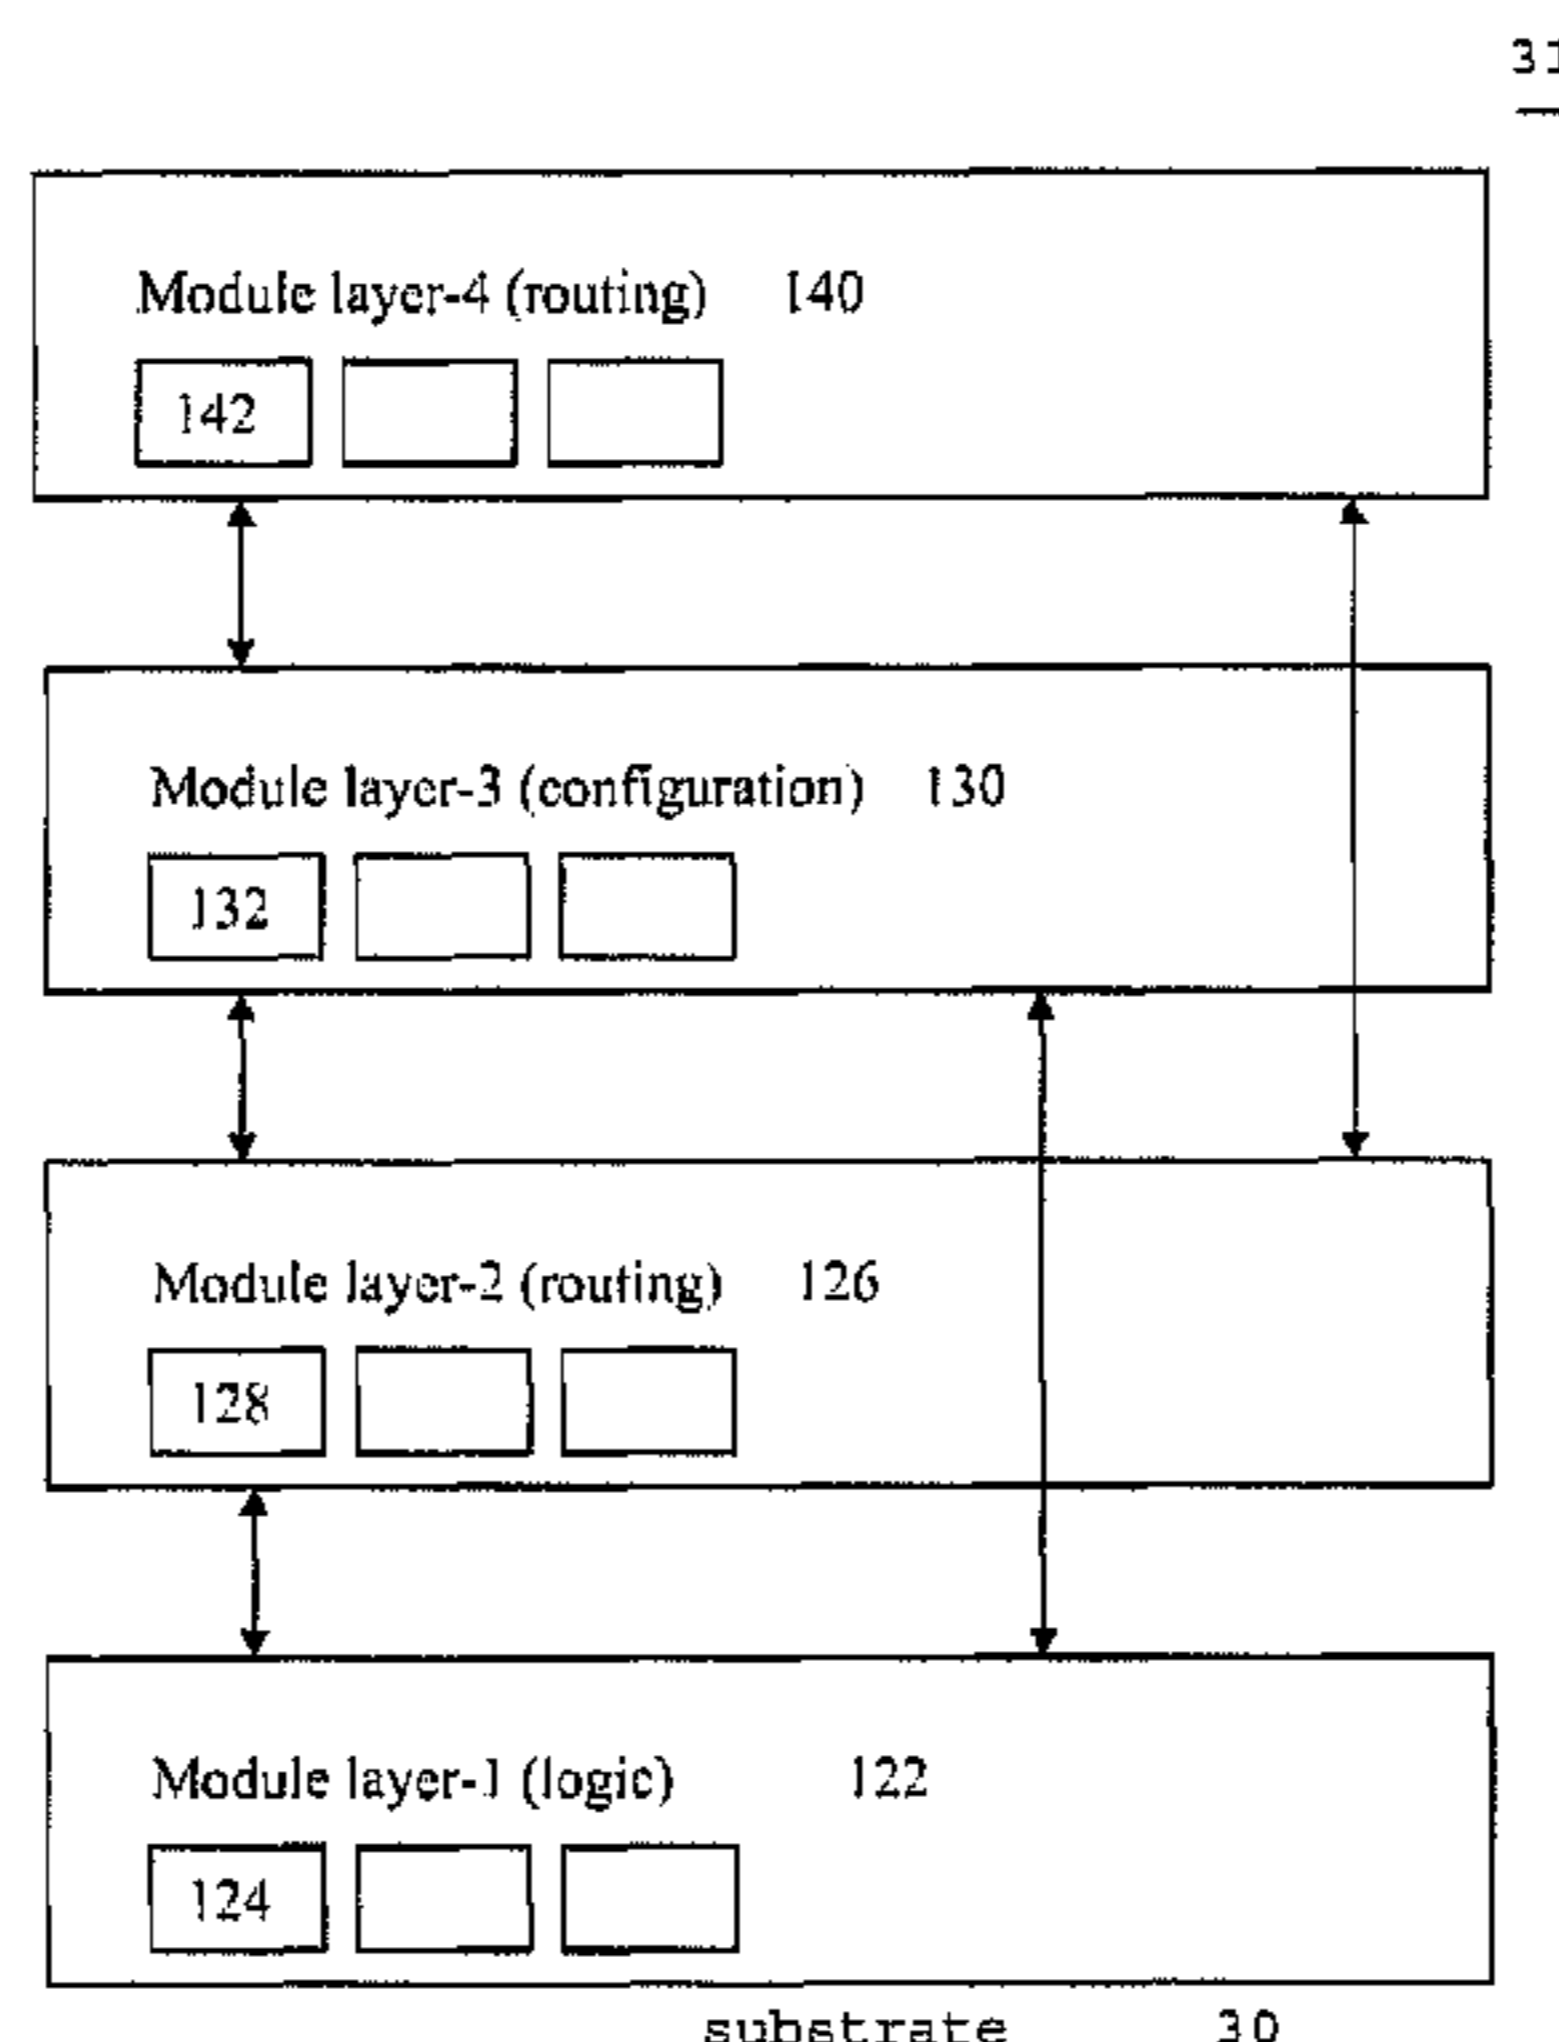 31
Module layer-4 (routing) 140
142
Module layer-3 (configuration) 130
132
Module layer-2 (routing) 126
128
Module layer-1 (logic) 122
124
substrate 30